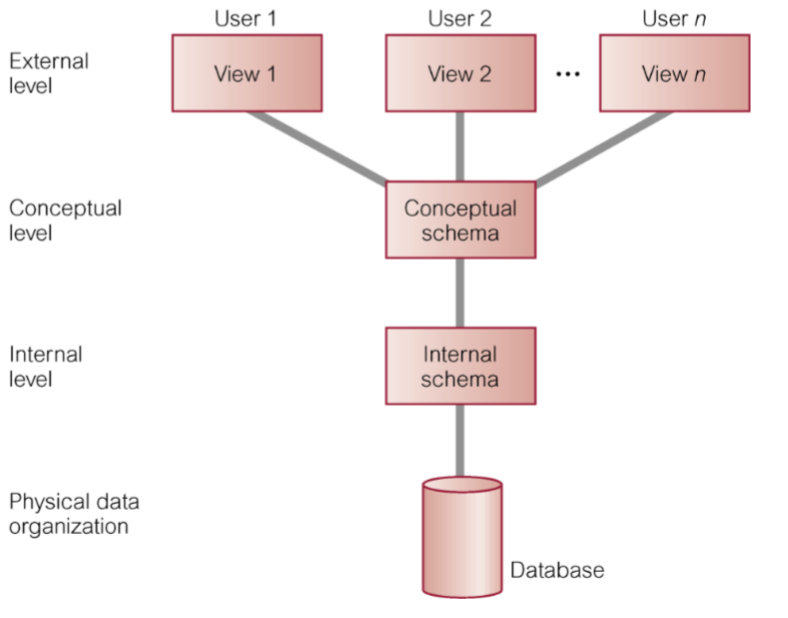 User 1
User 2
User n
External
level
View 1
View 2
...
View n
Conceptual
level
Conceptual
schema
Internal
level
Internal
schema
Physical data
organization
Database